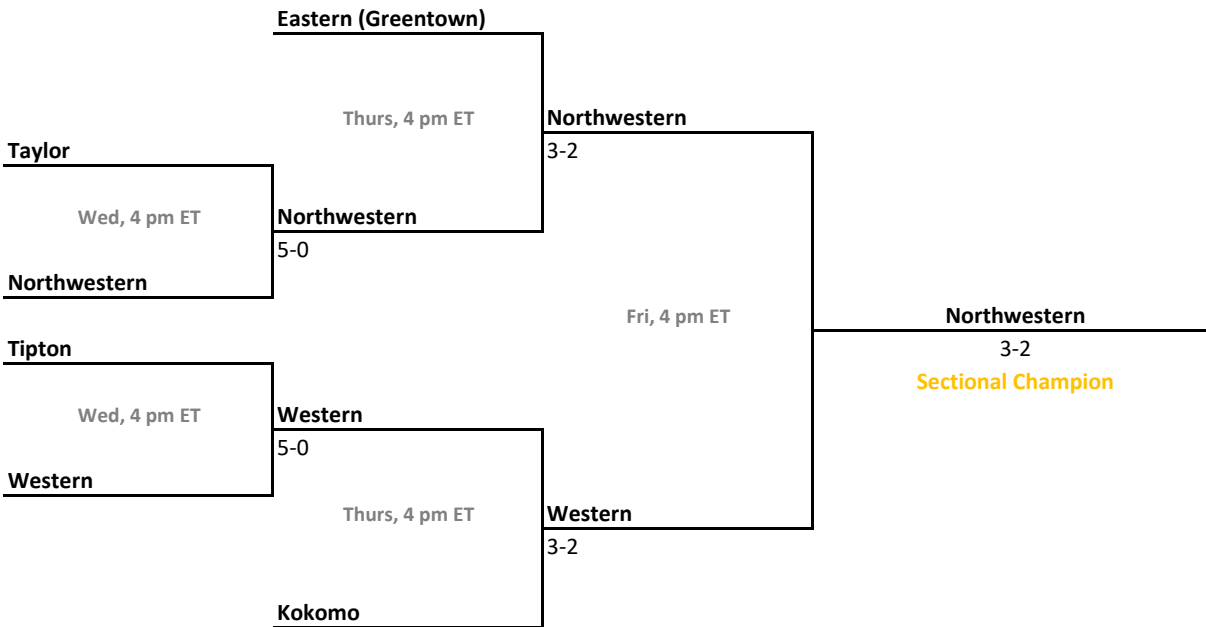 Eastern (Greentown)
Thurs, 4 pm ET
Northwestern
Taylor
3-2
Wed, 4 pm ET
Northwestern
5-0
Northwestern
Fri, 4 pm ET
Northwestern
Tipton
3-2
Sectional Champion
Wed, 4 pm ET
Western
5-0
Western
Thurs, 4 pm ET
Western
3-2
Kokomo